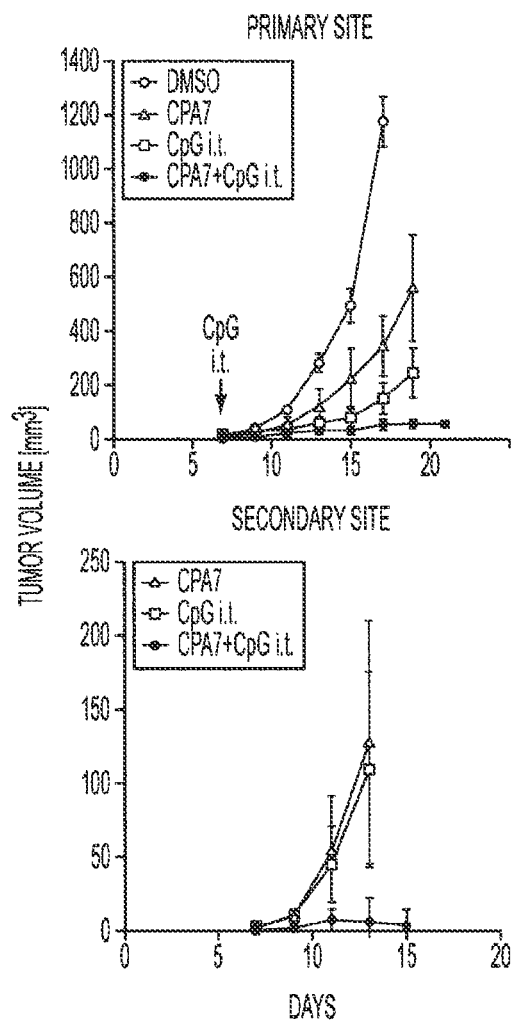 PRIMARY SITE
1400
1200
1000
800
600
400
200
0
DMSO
CPA7
CpG i.t.
CPA7+CpG i.t.
CpG
i.t.
0 5 10 15 20
TUMOR VOLUME [mm3]
SECONDARY SITE
250
200
150
100
50
0
CPA7
CpG i.t.
CPA7+CpG i.t.
0 5 10 15 20
DAYS